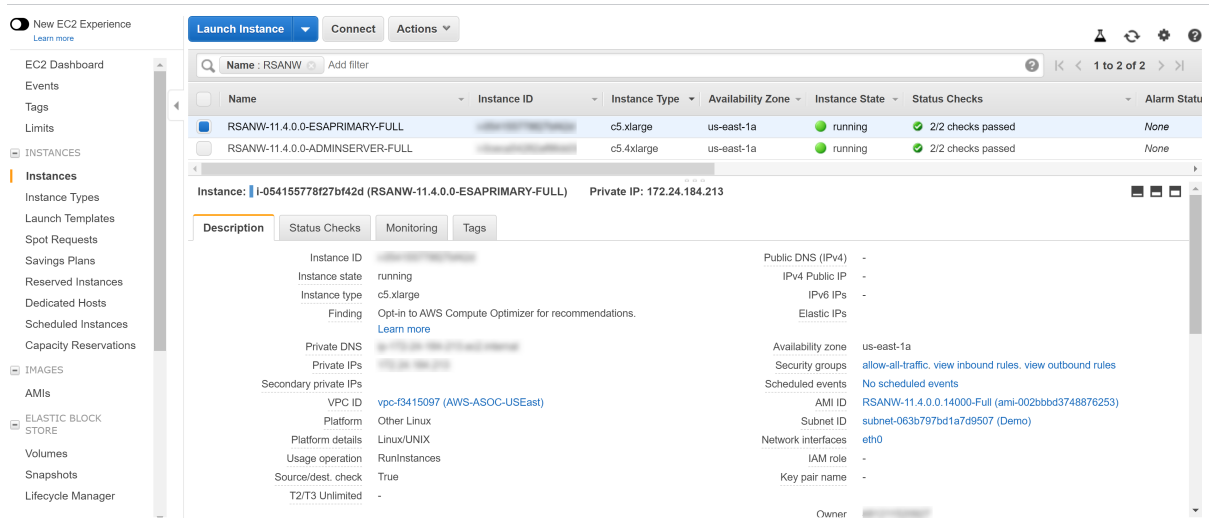 New EC2 Experience
Learn more
EC2 Dashboard
Events
Tags
Limits
INSTANCES
Instances
Instance Types
Launch Templates
Spot Requests
Savings Plans
Reserved Instances
Dedicated Hosts
Scheduled Instances
Capacity Reservations
IMAGES
AMIs
ELASTIC BLOCK
STORE
Volumes
Snapshots
Lifecycle Manager
Launch Instance Connect Actions
Name : RSANW Add filter 1 to 2 of 2
Name Instance ID Instance Type Availability Zone Instance State Status Checks Alarm Statu
RSANW-11.4.0.0-ESAPRIMARY-FULL c5.xlarge us-east-1a running 2/2 checks passed None
RSANW-11.4.0.0-ADMINSERVER-FULL c5.4xlarge us-east-1a running 2/2 checks passed None
Instance: i-054155778f27bf42d (RSANW-11.4.0.0-ESAPRIMARY-FULL) Private IP: 172.24.184.213
Description Status Checks Monitoring Tags
Instance ID
Instance state running
Instance type c5.xlarge
Finding Opt-in to AWS Compute Optimizer for recommendations.
Learn more
Private DNS
Private IPs
Secondary private IPs
VPC ID vpc-f3415097 (AWS-ASOC-USEast)
Platform Other Linux
Platform details Linux/UNIX
Usage operation RunInstances
Source/dest. check True
T2/T3 Unlimited -
Public DNS (IPv4) -
IPv4 Public IP -
IPv6 IPs -
Elastic IPs
Availability zone us-east-1a
Security groups allow-all-traffic. view inbound rules. view outbound rules
Scheduled events No scheduled events
AMI ID RSANW-11.4.0.0.14000-Full (ami-002bbbd3748876253)
Subnet ID subnet-063b797bd1a7d9507 (Demo)
Network interfaces eth0
IAM role -
Key pair name -
Owner